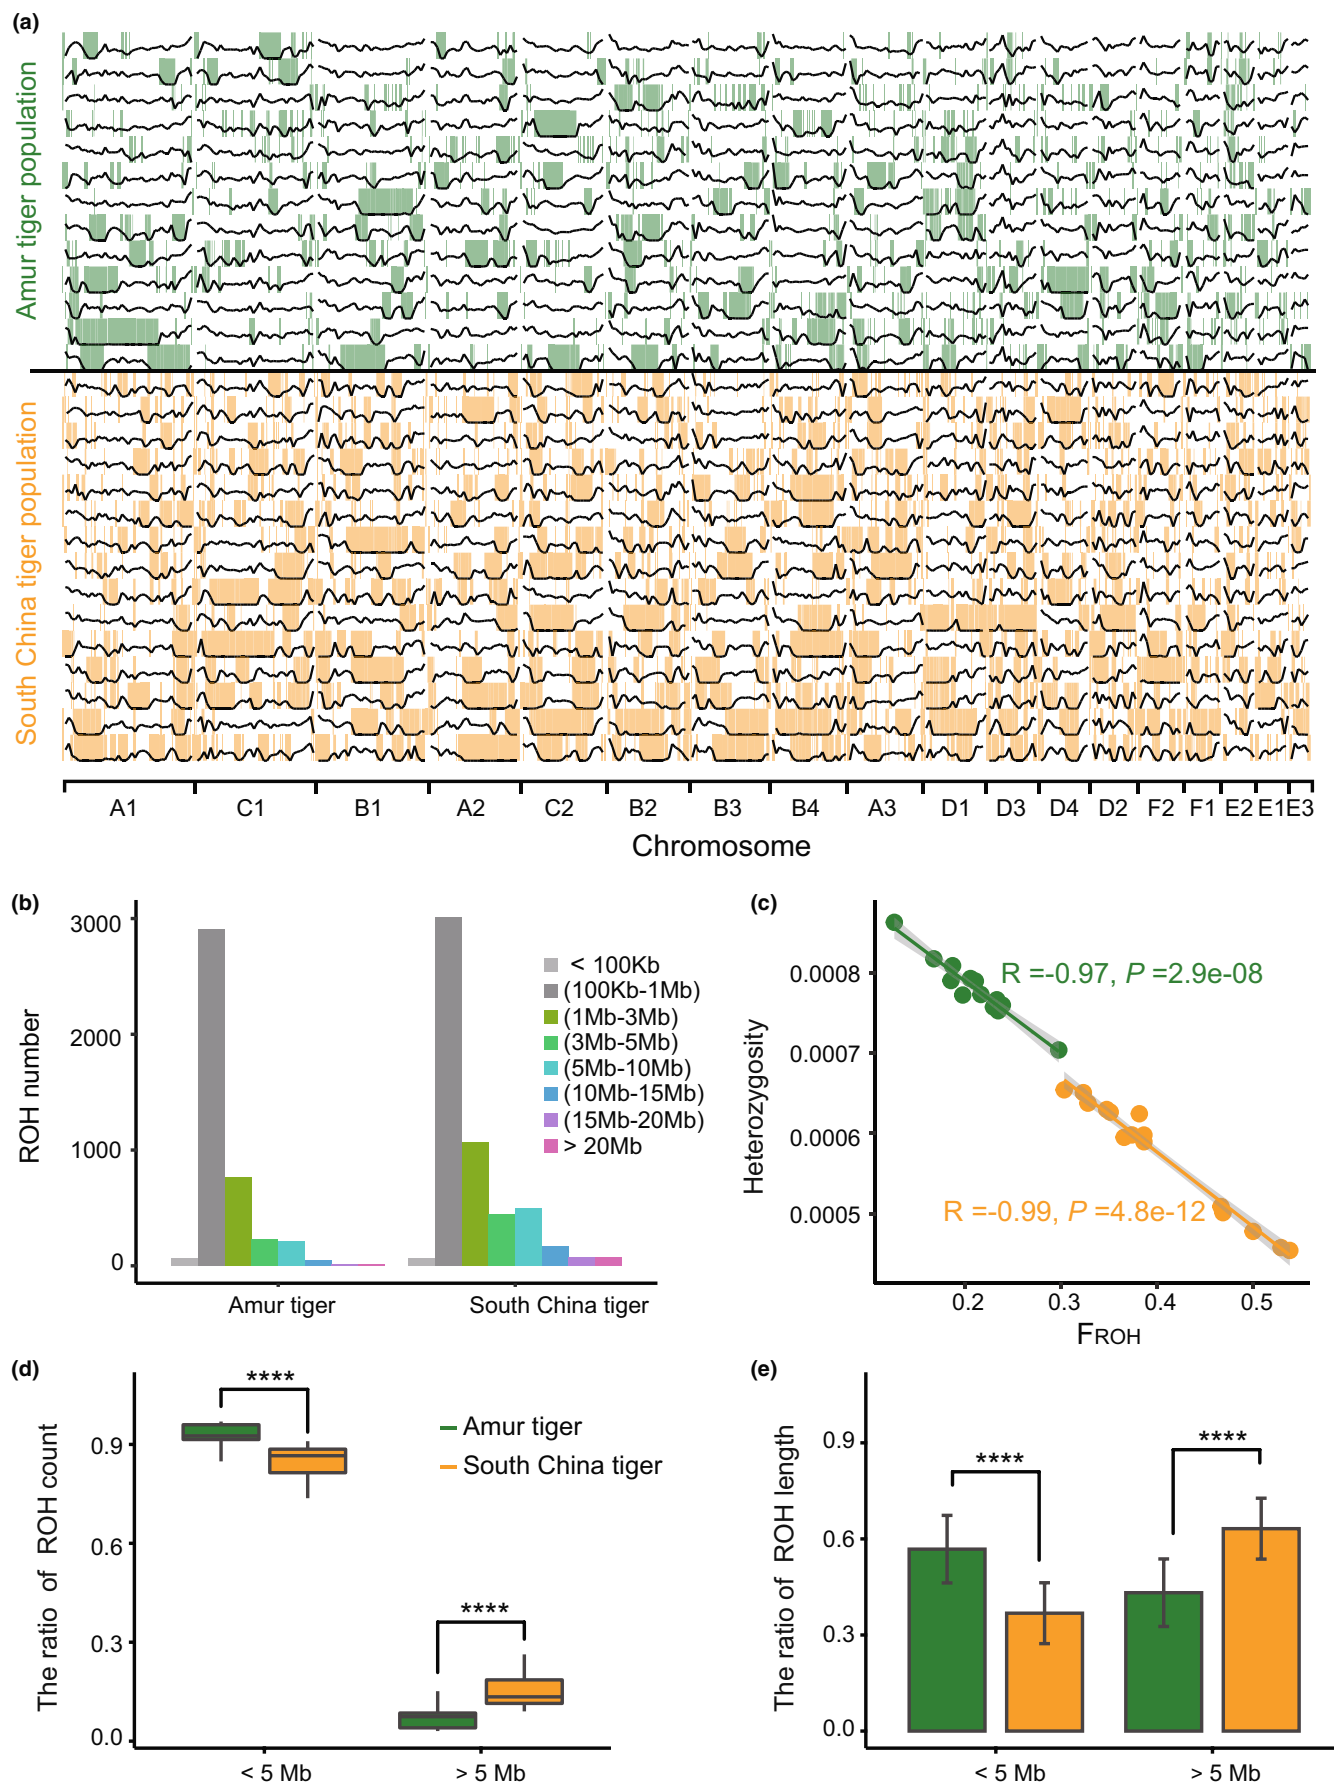 (a)
Amur tiger population
South China tiger population
A1 C1 B1 A2 C2 B2 B3 B4 A3 D1 D3 D4 D2 F2 F1 E2 E1 E3
Chromosome
(b)
ROH number
3000
2000
1000
0
< 100Kb
(100Kb-1Mb)
(1Mb-3Mb)
(3Mb-5Mb)
(5Mb-10Mb)
(10Mb-15Mb)
(15Mb-20Mb)
> 20Mb
Amur tiger South China tiger
(c)
Heterozygosity
0.0008
0.0007
0.0006
0.0005
R =-0.97, P =2.9e-08
R =-0.99, P =4.8e-12
0.2 0.3 0.4 0.5
FROH
(d)
The ratio of ROH count
0.9
0.6
0.3
0.0
****
****
Amur tiger
South China tiger
< 5 Mb > 5 Mb
(e)
The ratio of ROH length
0.9
0.6
0.3
0.0
****
****
< 5 Mb > 5 Mb